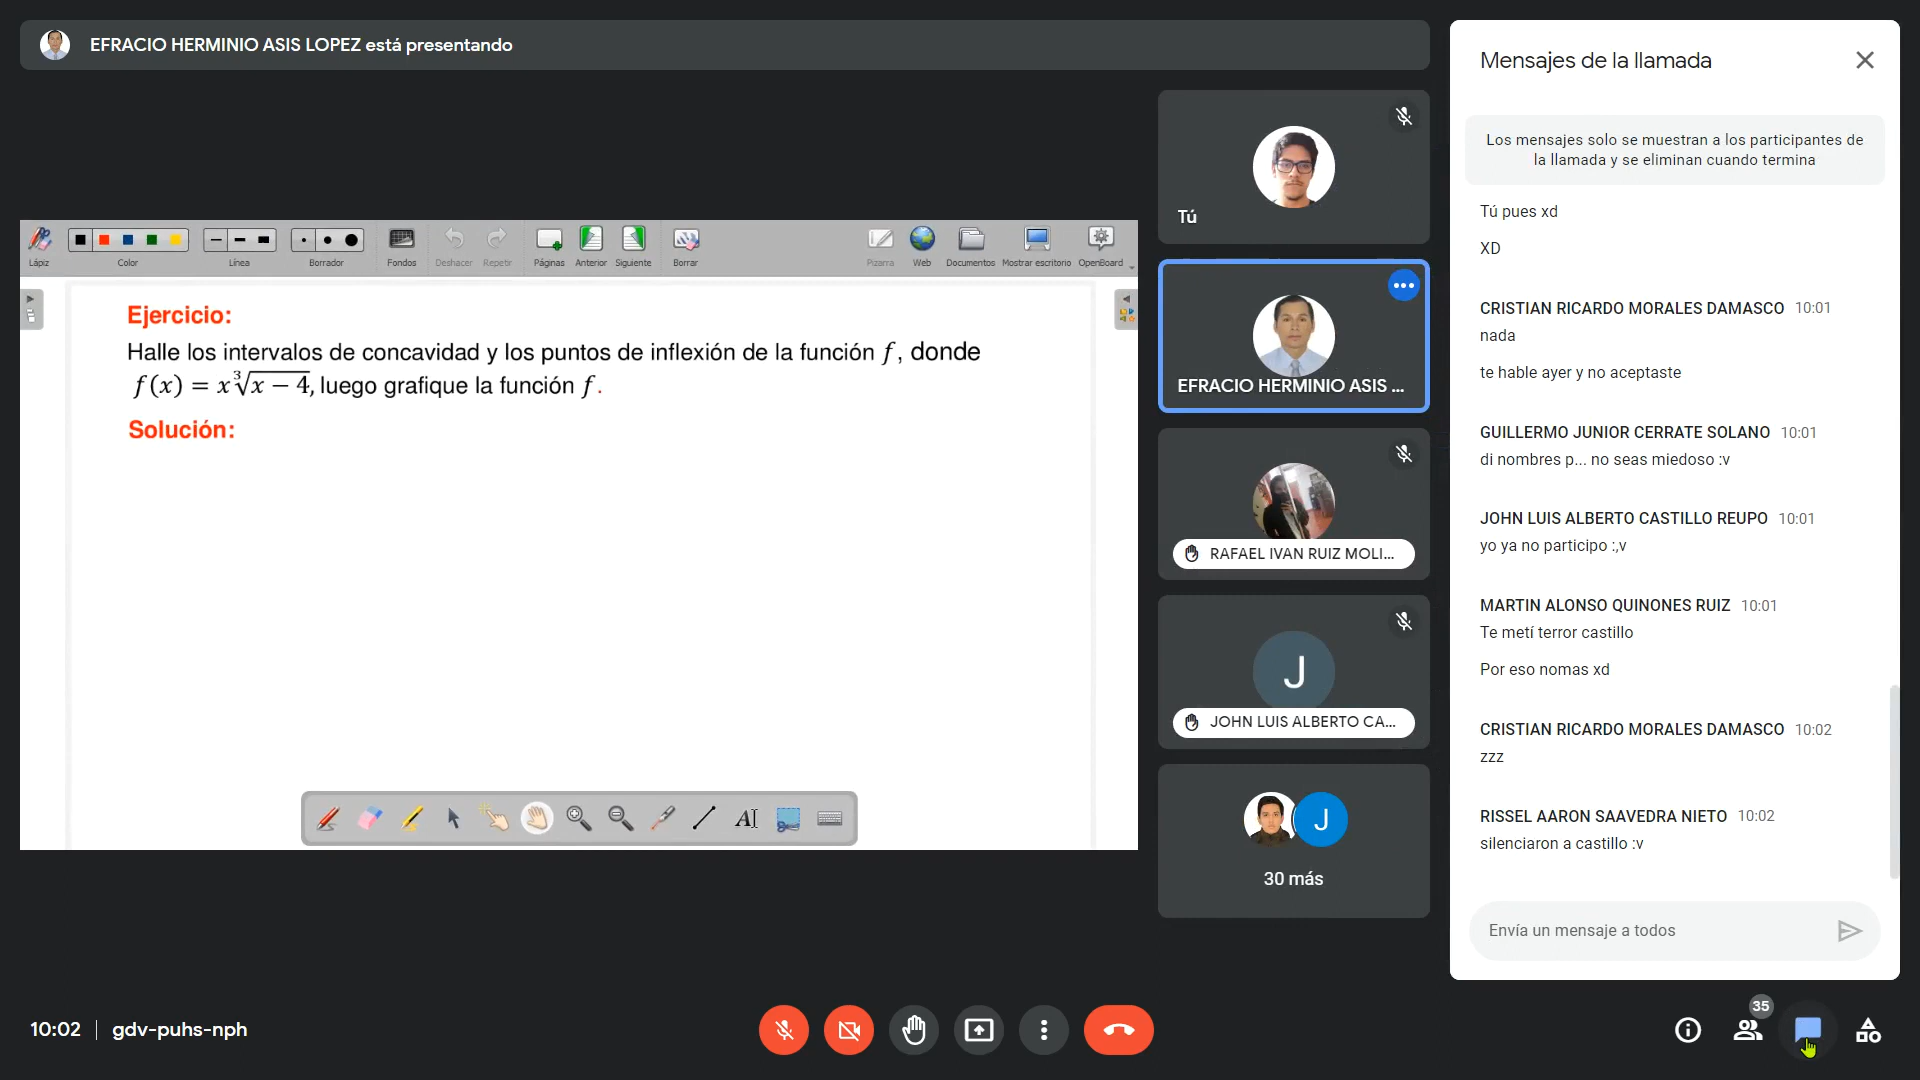 EFRACIO HERMINIO ASIS LOPEZ está presentando
Lápiz
Color
Línea
Borrador
Fondos
Deshacer
Repetir
Páginas
Anterior
Siguiente
Borrar
Pizarra
Web
Documentos
Mostrar escritorio
OpenBoard
Ejercicio:
Halle los intervalos de concavidad y los puntos de inflexión de la función f, donde
f(x) = x∛(x − 4), luego grafique la función f.
Solución:
AI
Tú
EFRACIO HERMINIO ASIS ...
RAFAEL IVAN RUIZ MOLI...
J
JOHN LUIS ALBERTO CA...
J
30 más
Mensajes de la llamada
Los mensajes solo se muestran a los participantes de
la llamada y se eliminan cuando termina
Tú pues xd
XD
CRISTIAN RICARDO MORALES DAMASCO 10:01
nada
te hable ayer y no aceptaste
GUILLERMO JUNIOR CERRATE SOLANO 10:01
di nombres p... no seas miedoso :v
JOHN LUIS ALBERTO CASTILLO REUPO 10:01
yo ya no participo :,v
MARTIN ALONSO QUINONES RUIZ 10:01
Te metí terror castillo
Por eso nomas xd
CRISTIAN RICARDO MORALES DAMASCO 10:02
zzz
RISSEL AARON SAAVEDRA NIETO 10:02
silenciaron a castillo :v
Envía un mensaje a todos
10:02 | gdv-puhs-nph
35